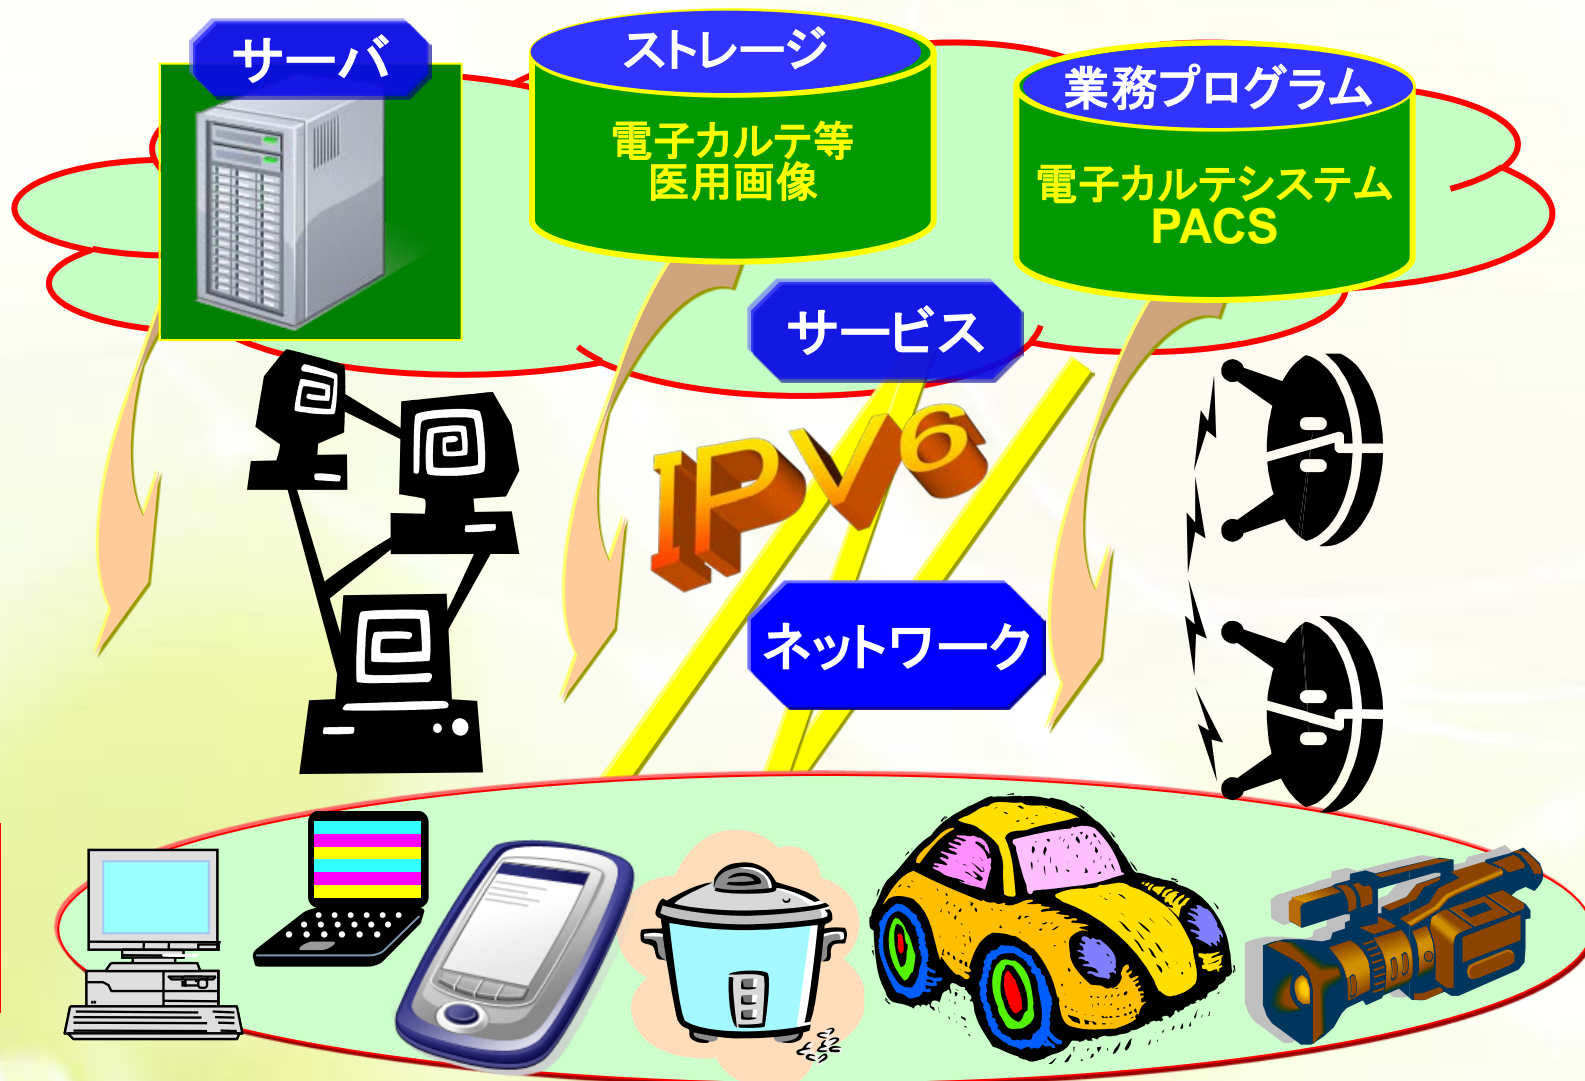 サーバ
ストレージ
電子カルテ等
医用画像
業務プログラム
電子カルテシステム
PACS
サービス
IPV6
ネットワーク